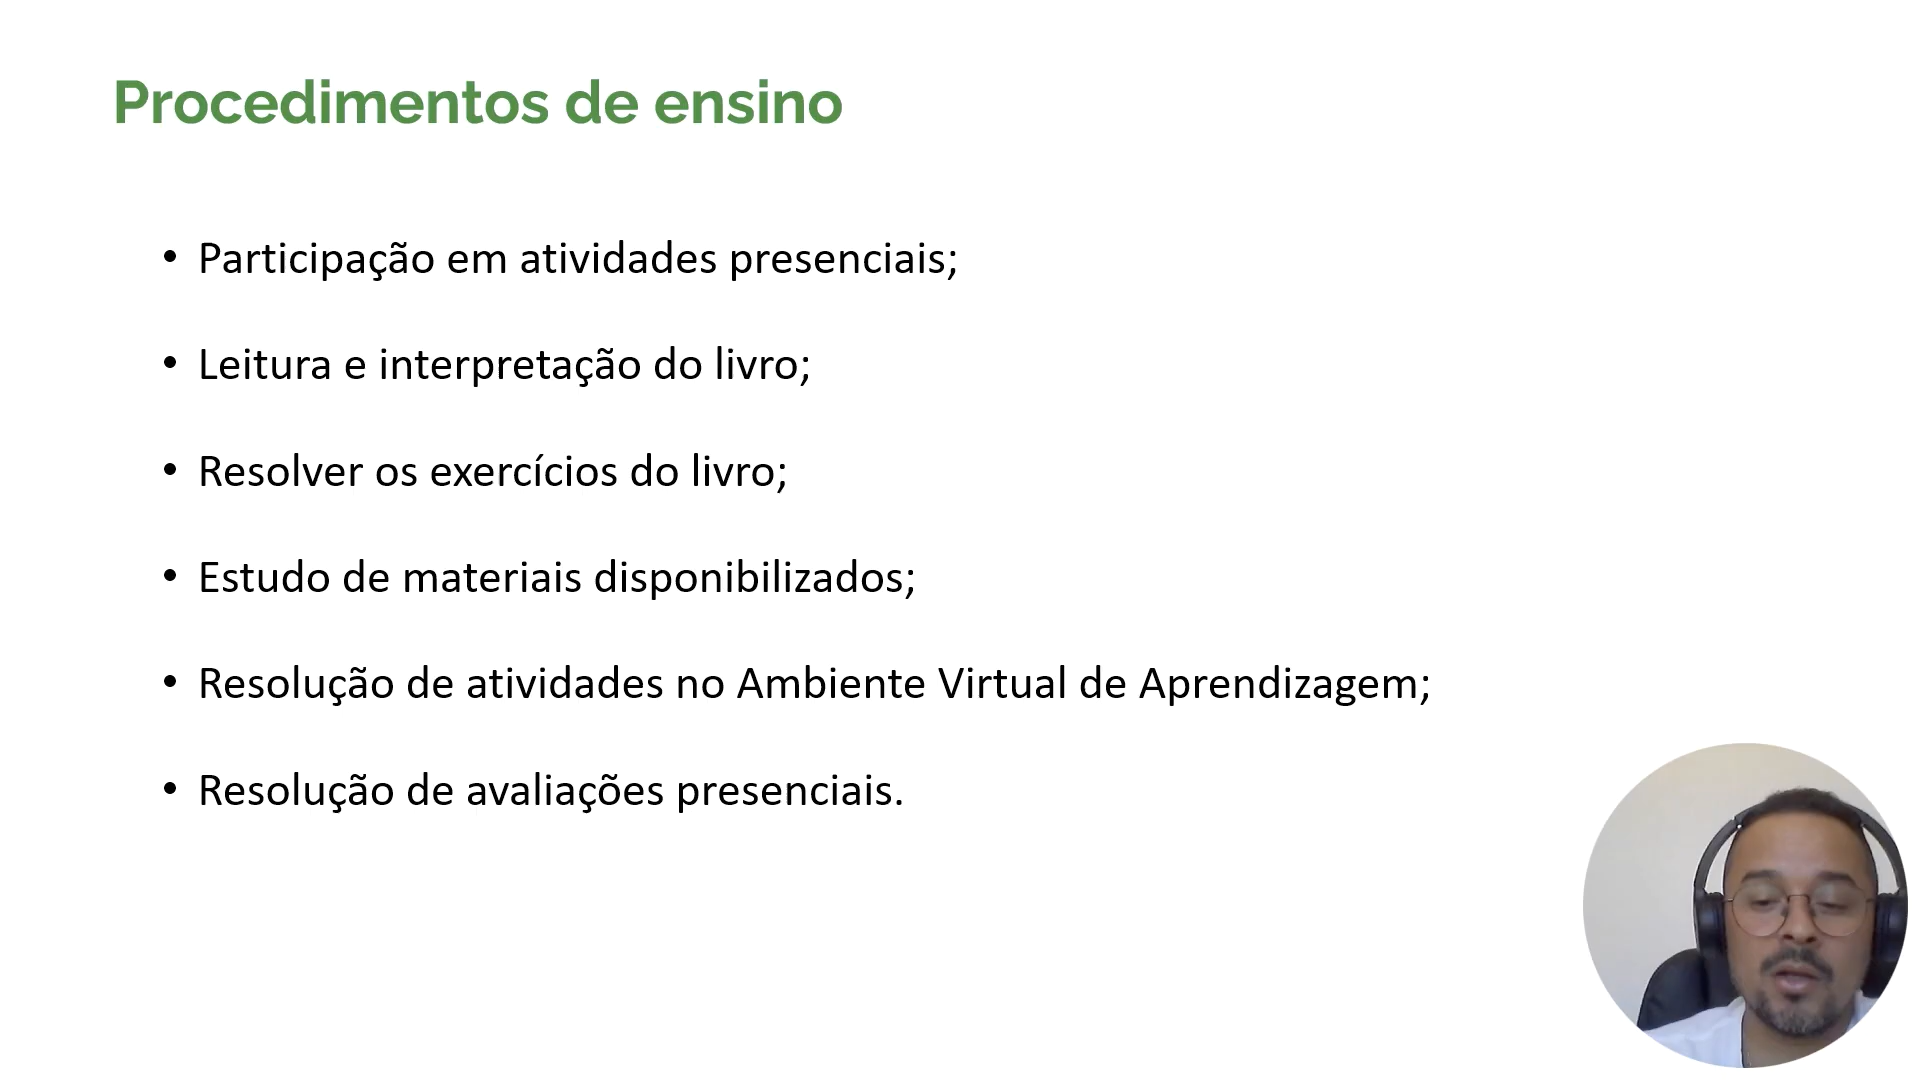 Procedimentos de ensino
• Participação em atividades presenciais;
• Leitura e interpretação do livro;
• Resolver os exercícios do livro;
• Estudo de materiais disponibilizados;
• Resolução de atividades no Ambiente Virtual de Aprendizagem;
• Resolução de avaliações presenciais.